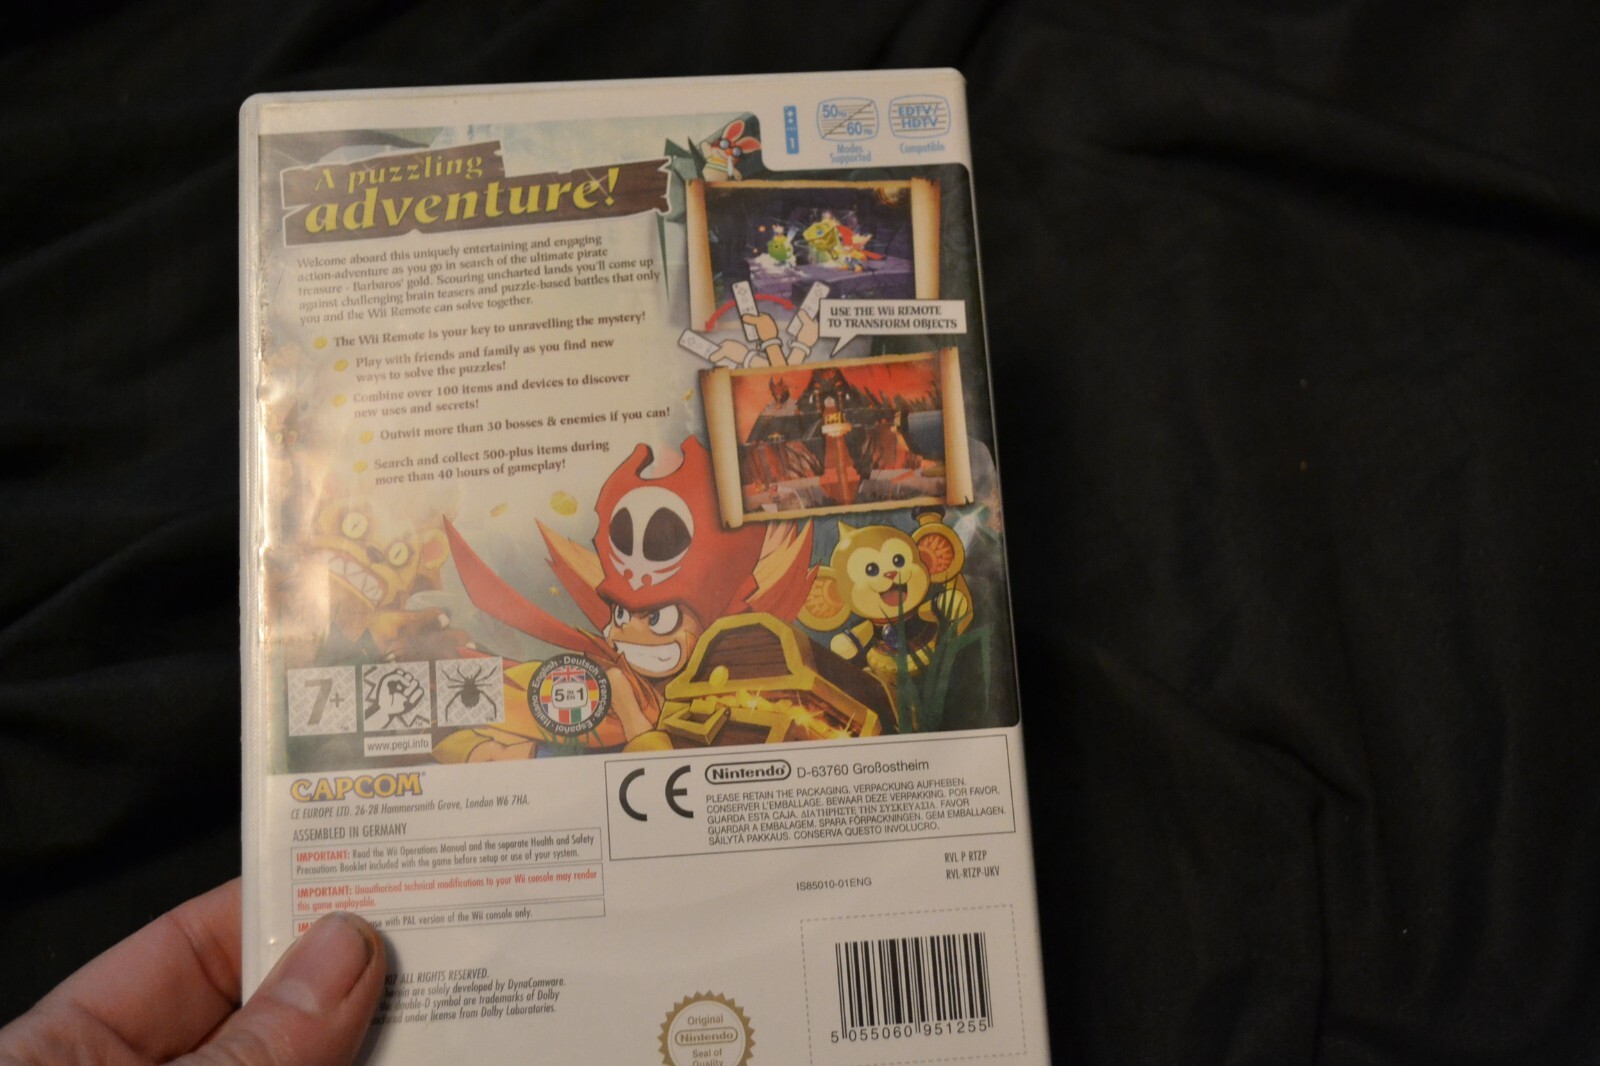 A puzzling
adventure!
Welcome aboard this uniquely entertaining and engaging
action-adventure as you go in search of the ultimate pirate
treasure - Barbaros' gold. Scouring uncharted lands you'll come up
against challenging brain teasers and puzzle-based battles that only
you and the Wii Remote can solve together.
The Wii Remote is your key to unravelling the mystery!
Play with friends and family as you find new
ways to solve the puzzles!
Combine over 100 items and devices to discover
new uses and secrets!
Outwit more than 30 bosses & enemies if you can!
Search and collect 500-plus items during
more than 40 hours of gameplay!
1
50Hz
60Hz
Modes
Supported
EDTV/
HDTV
Compatible
USE THE Wii REMOTE
TO TRANSFORM OBJECTS
7+
www.pegi.info
English · Deutsch · Français · Español · Italiano
5 1
CAPCOM
CE EUROPE LTD. 26-28 Hammersmith Grove, London W6 7HA.
ASSEMBLED IN GERMANY
IMPORTANT: Read the Wii Operations Manual and the separate Health and Safety
Precautions Booklet included with the game before setup or use of your system.
IMPORTANT: Unauthorised technical modifications to your Wii console may render
this game unplayable.
with PAL version of the Wii console only.
ALL RIGHTS RESERVED.
are solely developed by DynaComware.
double-D symbol are trademarks of Dolby
under license from Dolby Laboratories.
CE Nintendo D-63760 Großostheim
PLEASE RETAIN THE PACKAGING. VERPACKUNG AUFHEBEN.
CONSERVER L'EMBALLAGE. BEWAAR DEZE VERPAKKING. POR FAVOR,
GUARDA ESTA CAJA. ΔΙΑΤΗΡΗΣΤΕ ΤΗΝ ΣΥΣΚΕΥΑΣΙΑ. FAVOR
GUARDAR A EMBALAGEM. SPARA FÖRPACKNINGEN. GEM EMBALLAGEN.
SÄILYTÄ PAKKAUS. CONSERVA QUESTO INVOLUCRO.
RVL P RTZP
RVL-RTZP-UKV
IS85010-01ENG
Original
Nintendo
Seal of
Quality
5 055060 951255